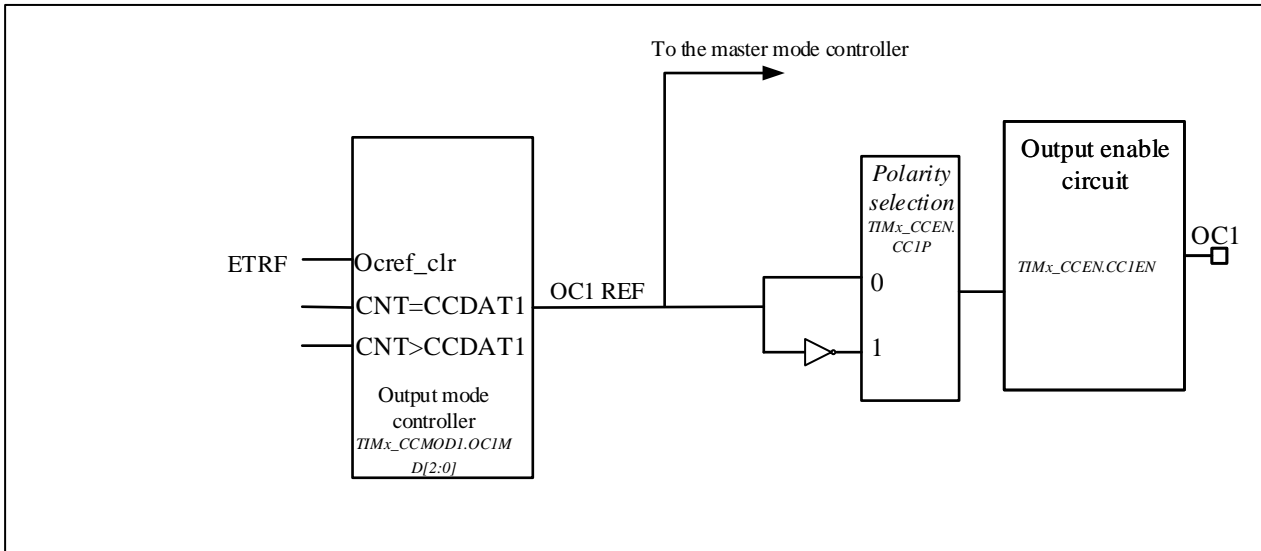 To the master mode controller
ETRF
Ocref_clr
CNT=CCDAT1
CNT>CCDAT1
Output mode
controller
TIMx_CCMOD1.OC1M
D[2:0]
OC1 REF
Polarity
selection
TIMx_CCEN.
CC1P
0
1
Output enable
circuit
TIMx_CCEN.CC1EN
OC1